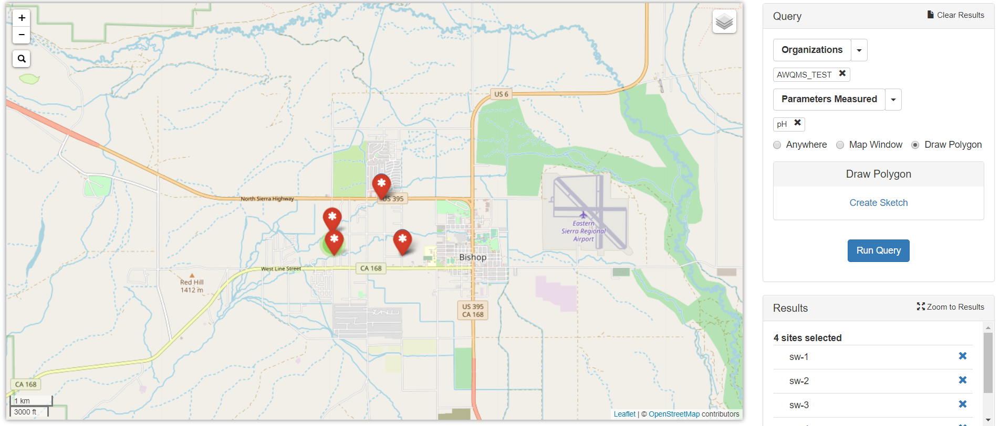 +
−
US 6
North Sierra Highway
US 395
Eastern
Sierra Regional
Airport
Bishop
West Line Street
CA 168
Red Hill
1412 m
US 395
CA 168
CA 168
1 km
3000 ft
Leaflet | © OpenStreetMap contributors
Query
Clear Results
Organizations
AWQMS_TEST
Parameters Measured
pH
Anywhere Map Window Draw Polygon
Draw Polygon
Create Sketch
Run Query
Results
Zoom to Results
4 sites selected
sw-1
sw-2
sw-3